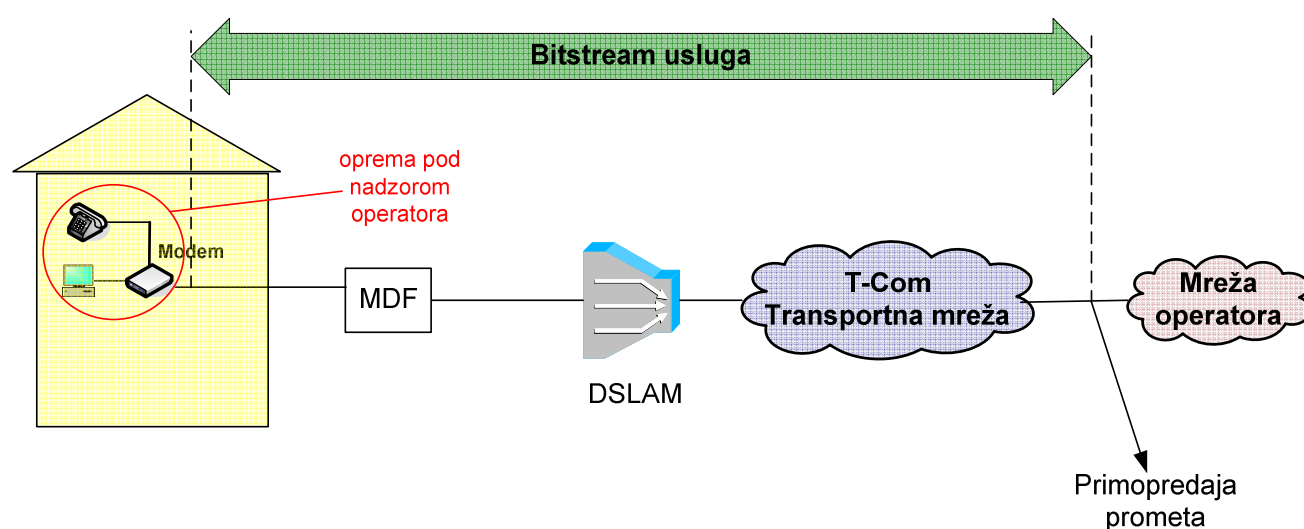 Bitstream usluga
oprema pod
nadzorom
operatora
Modem
MDF
DSLAM
T-Com
Transportna mreža
Mreža
operatora
Primopredaja
prometa